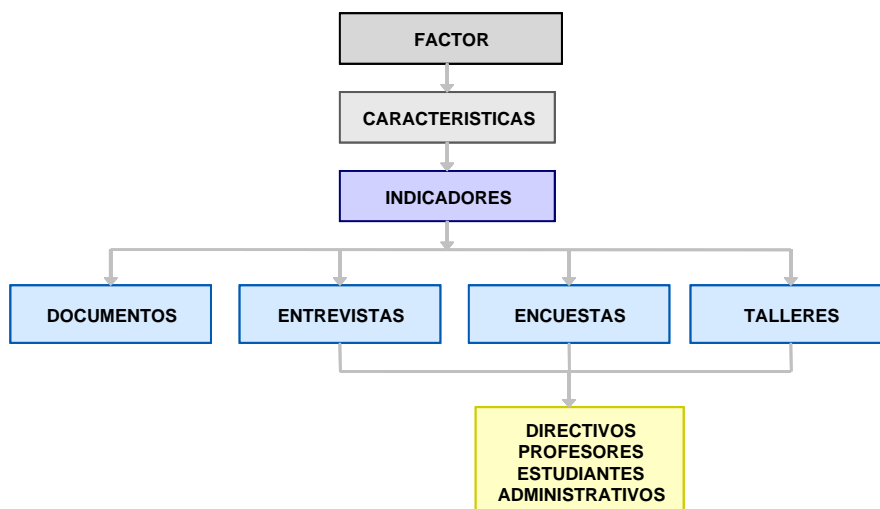 FACTOR
CARACTERISTICAS
INDICADORES
DOCUMENTOS
ENTREVISTAS
ENCUESTAS
TALLERES
DIRECTIVOS
PROFESORES
ESTUDIANTES
ADMINISTRATIVOS